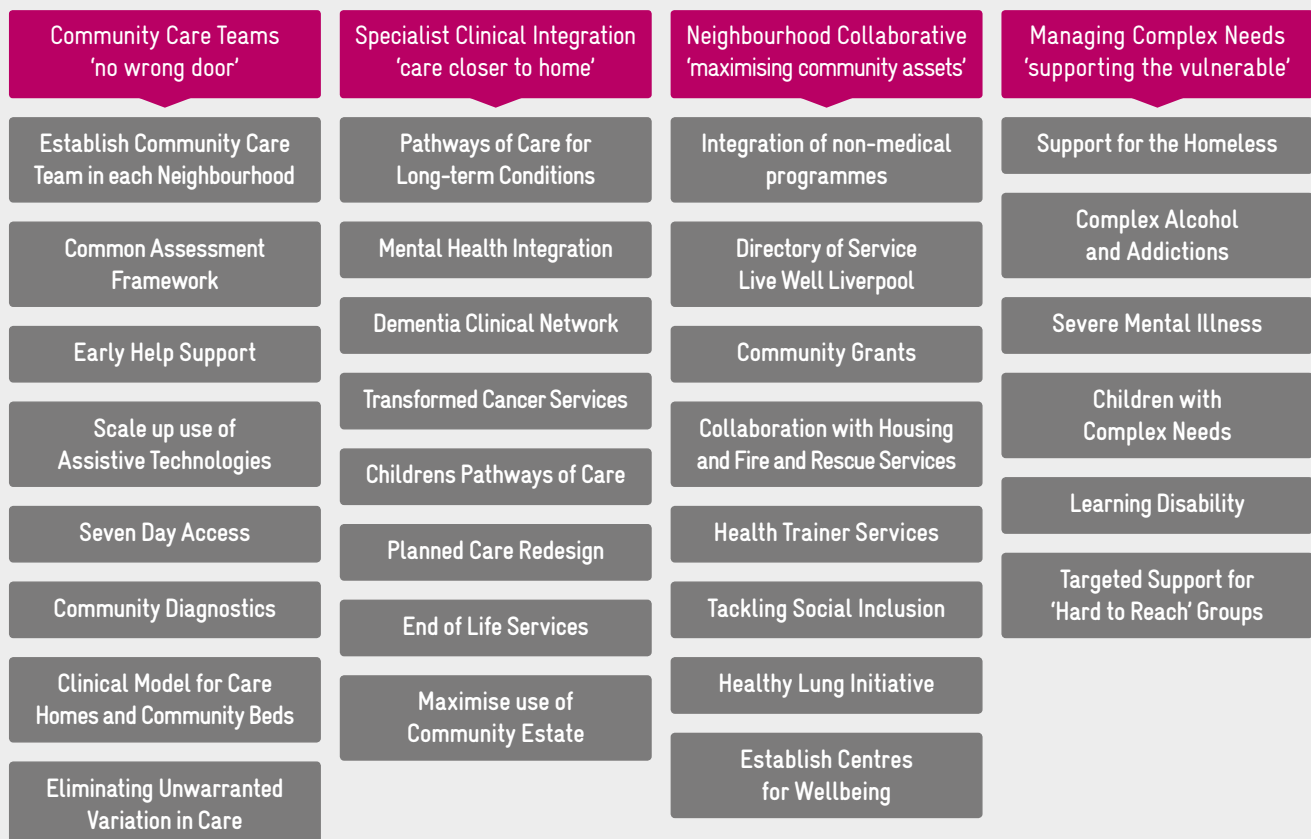 Community Care Teams
‘no wrong door’
Establish Community Care
Team in each Neighbourhood
Common Assessment
Framework
Early Help Support
Scale up use of
Assistive Technologies
Seven Day Access
Community Diagnostics
Clinical Model for Care
Homes and Community Beds
Eliminating Unwarranted
Variation in Care
Specialist Clinical Integration
‘care closer to home’
Pathways of Care for
Long-term Conditions
Mental Health Integration
Dementia Clinical Network
Transformed Cancer Services
Childrens Pathways of Care
Planned Care Redesign
End of Life Services
Maximise use of
Community Estate
Neighbourhood Collaborative
‘maximising community assets’
Integration of non-medical
programmes
Directory of Service
Live Well Liverpool
Community Grants
Collaboration with Housing
and Fire and Rescue Services
Health Trainer Services
Tackling Social Inclusion
Healthy Lung Initiative
Establish Centres
for Wellbeing
Managing Complex Needs
‘supporting the vulnerable’
Support for the Homeless
Complex Alcohol
and Addictions
Severe Mental Illness
Children with
Complex Needs
Learning Disability
Targeted Support for
‘Hard to Reach’ Groups